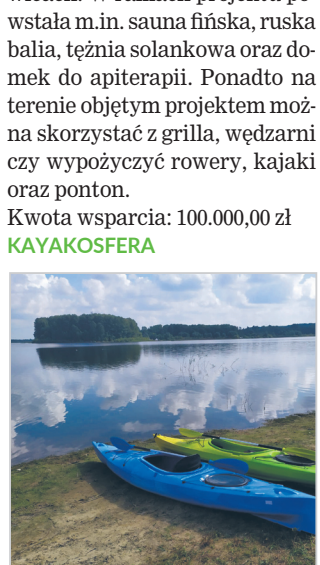 wstała m.in. sauna fińska, ruska
balia, tężnia solankowa oraz do-
mek do apiterapii. Ponadto na
terenie objętym projektem moż-
na skorzystać z grilla, wędzarni
czy wypożyczyć rowery, kajaki
oraz ponton.
Kwota wsparcia: 100.000,00 zł
KAYAKOSFERA